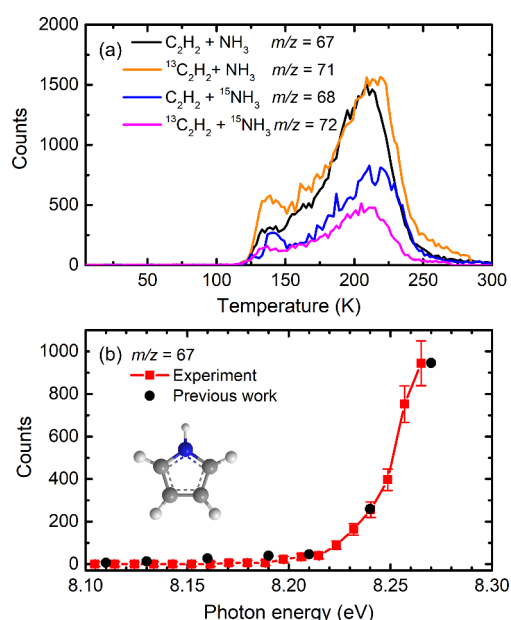 (a)
C₂H₂ + NH₃ m/z = 67
¹³C₂H₂+ NH₃ m/z = 71
C₂H₂ + ¹⁵NH₃ m/z = 68
¹³C₂H₂ + ¹⁵NH₃ m/z = 72
2000
1500
1000
500
0
Counts
50 100 150 200 250 300
Temperature (K)
(b) m/z = 67
Experiment
Previous work
1000
800
600
400
200
0
Counts
8.10 8.15 8.20 8.25 8.30
Photon energy (eV)